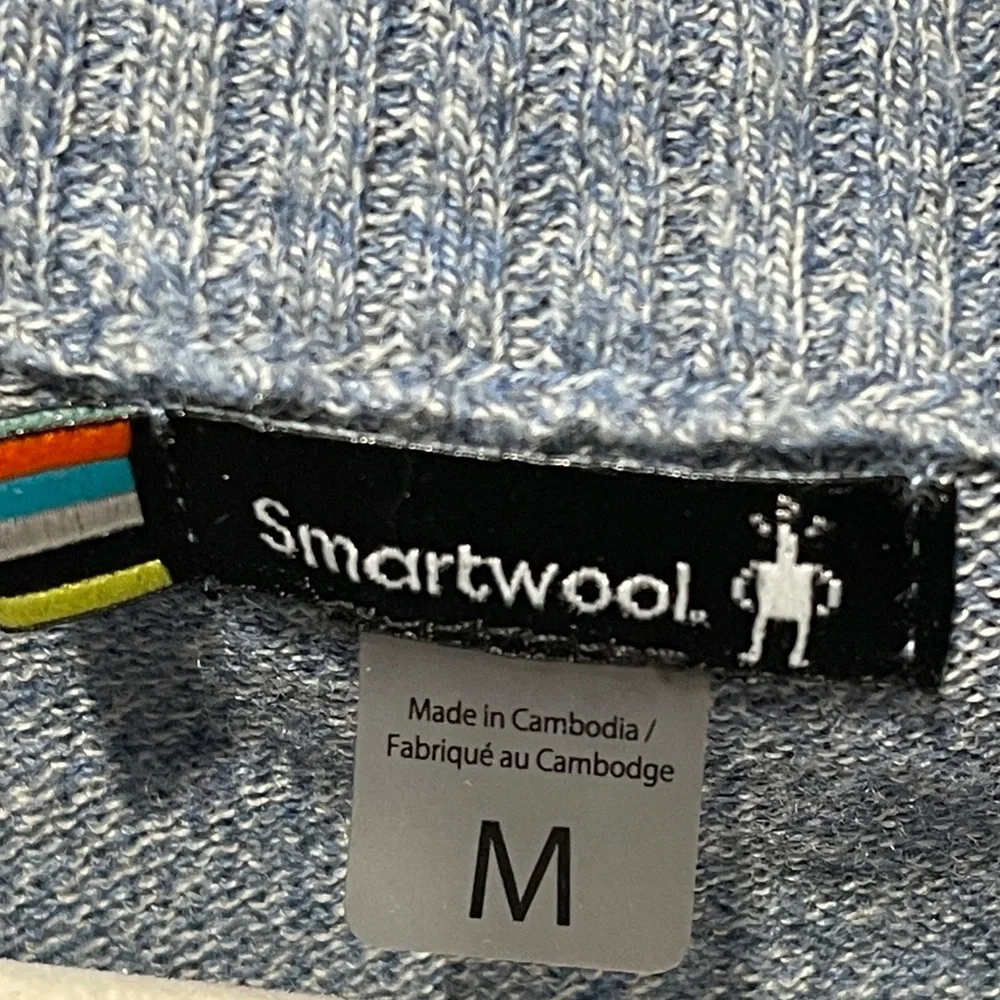 Smartwool
Made in Cambodia /
Fabriqué au Cambodge
M